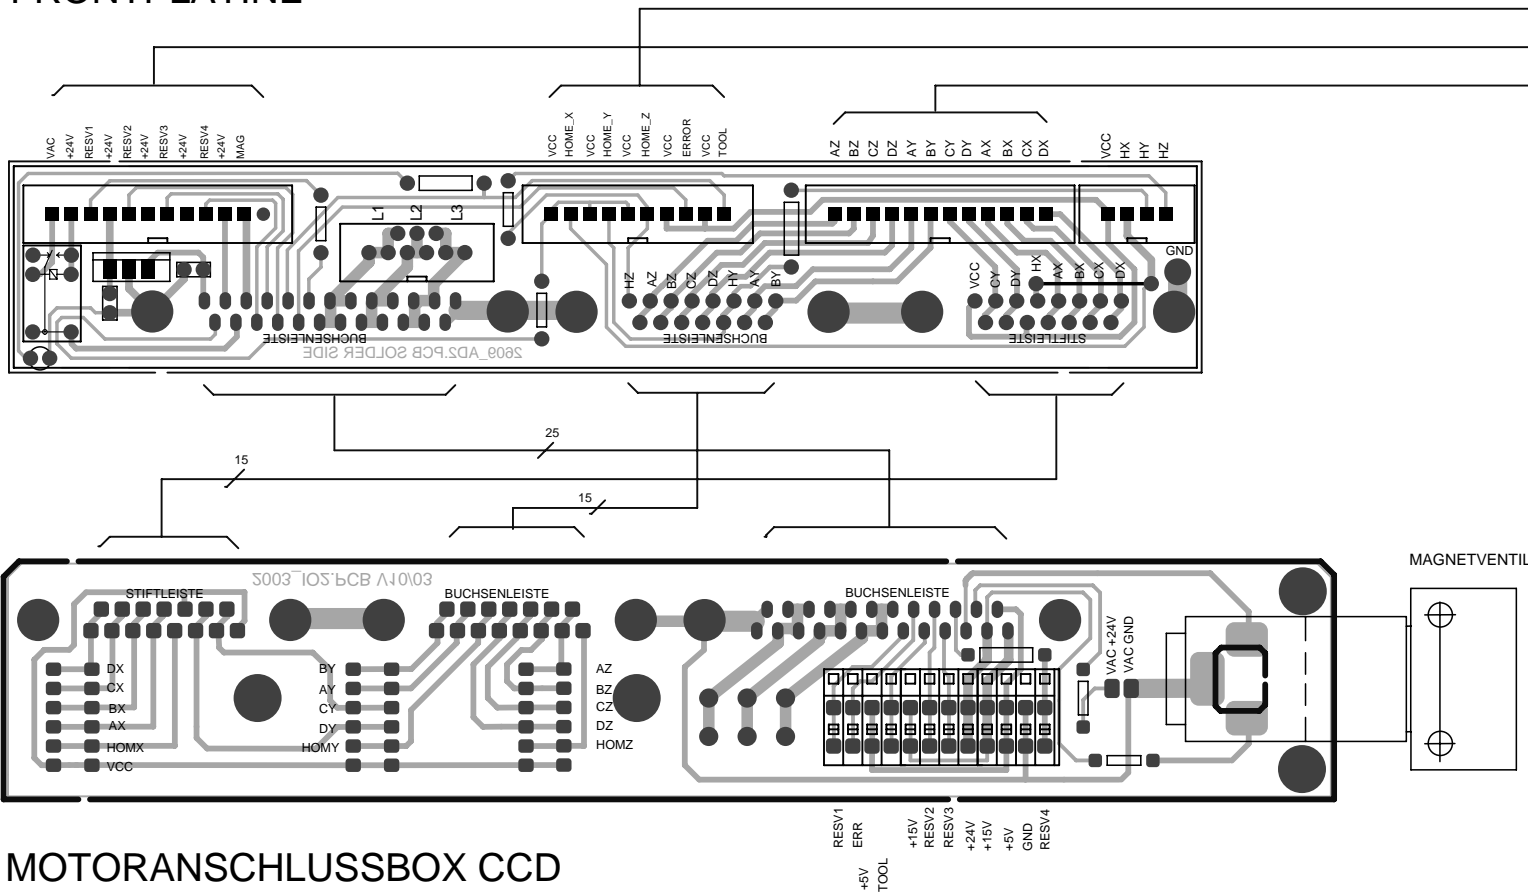 FRONTPLATINE
VAC
+24V
RESV1
+24V
RESV2
+24V
RESV3
+24V
RESV4
+24V
MAG
VCC
HOME_X
VCC
HOME_Y
VCC
HOME_Z
VCC
ERROR
VCC
TOOL
AZ
BZ
CZ
DZ
AY
BY
CY
DY
AX
BX
CX
DX
VCC
HX
HY
HZ
L1
L2
L3
GND
HZ
AZ
BZ
CZ
DZ
HY
AY
BY
VCC
CY
DY
HX
AX
BX
CX
DX
BUCHSENLEISTE
BUCHSENLEISTE
STIFTLEISTE
2609_AD2.PCB SOLDER SIDE
25
15
15
MAGNETVENTIL
2003_IO2.PCB V10/03
STIFTLEISTE
BUCHSENLEISTE
BUCHSENLEISTE
VAC +24V
VAC GND
DX
CX
BX
AX
HOMX
VCC
BY
AY
CY
DY
HOMY
AZ
BZ
CZ
DZ
HOMZ
RESV1
ERR
+5V
TOOL
+15V
RESV2
RESV3
+24V
+15V
+5V
GND
RESV4
MOTORANSCHLUSSBOX CCD